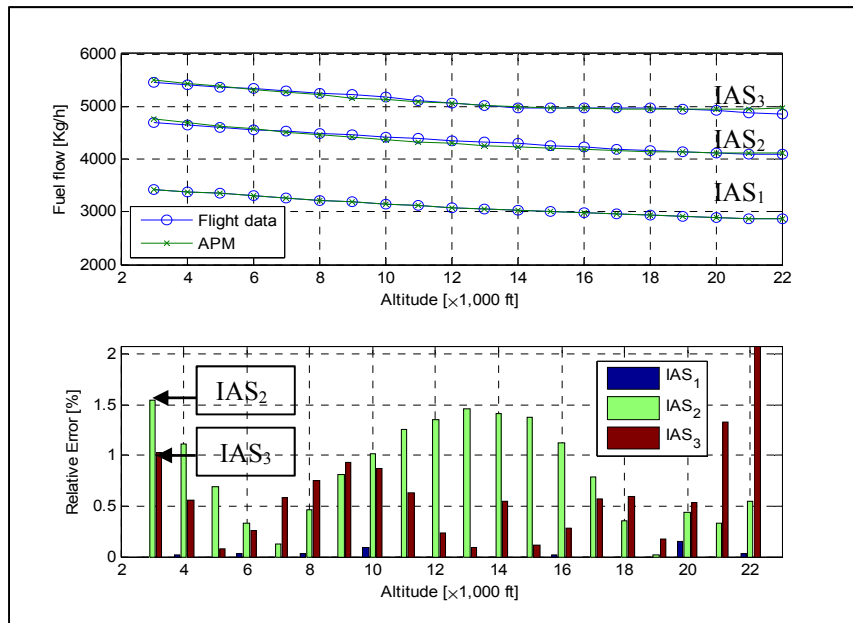 6000
5000
4000
3000
2000
Fuel flow [Kg/h]
IAS3
IAS2
IAS1
Flight data
APM
2 4 6 8 10 12 14 16 18 20 22
Altitude [×1,000 ft]
2
1.5
1
0.5
0
Relative Error [%]
IAS2
IAS3
IAS1
IAS2
IAS3
2 4 6 8 10 12 14 16 18 20 22
Altitude [×1,000 ft]